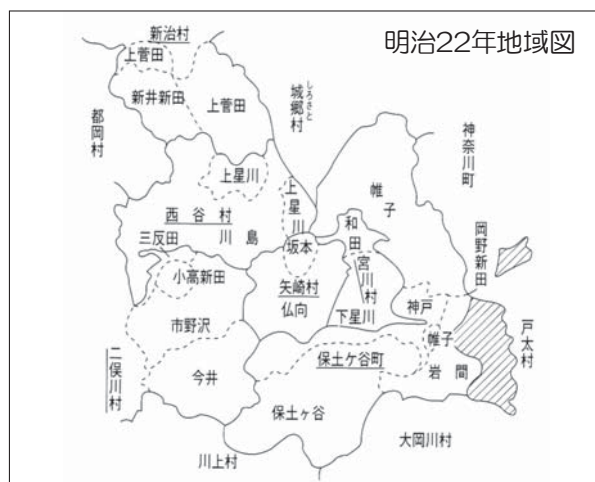 明治22年地域図
新治村
上菅田
新井新田
上菅田
都岡村
しろさと
城郷村
神奈川町
上星川
上星川
帷子
岡野新田
西谷村
川島
三反田
和田
坂本
宮川村
小高新田
矢崎村
仏向
下星川
神戸
戸太村
市野沢
帷子
保土ケ谷町
岩間
二俣川村
今井
保土ヶ谷
大岡川村
川上村